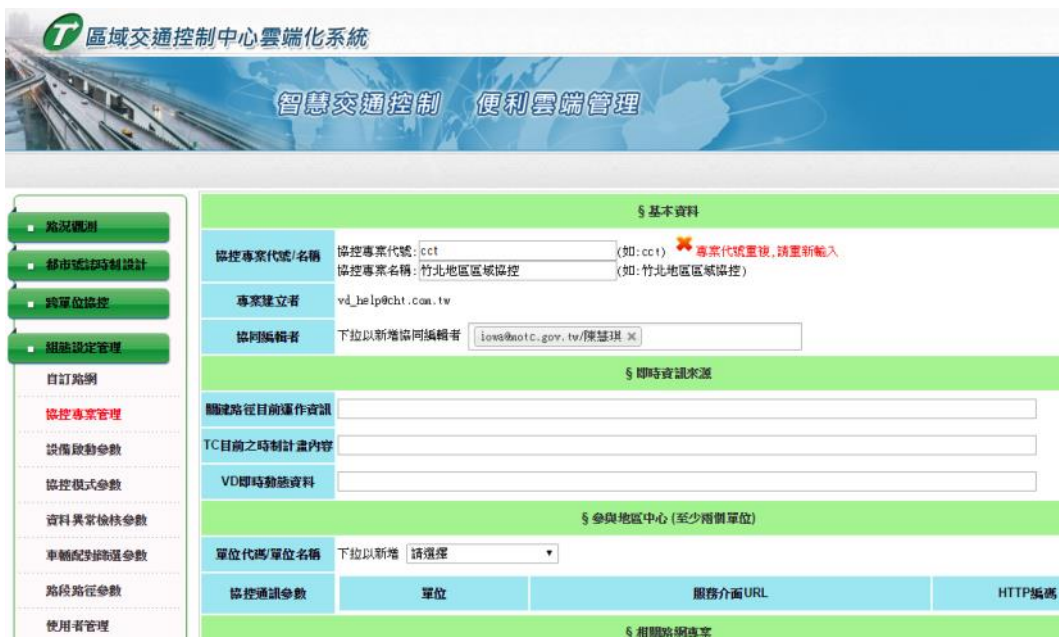 區域交通控制中心雲端化系統
智慧交通控制 便利雲端管理
路況觀測
都市號誌時制設計
跨單位協控
組態設定管理
自訂路網
協控專案管理
設備啟動參數
協控模式參數
資料異常檢核參數
車輛配對篩選參數
路段路徑參數
使用者管理
§ 基本資料
協控專案代號/名稱
協控專案代號: cct (如:cct) 專案代號重複,請重新輸入
協控專案名稱: 竹北地區區域協控 (如:竹北地區區域協控)
專案建立者 vd_help@cht.com.tw
協同編輯者 下拉以新增協同編輯者 iowa@motc.gov.tw/陳慧琪 ×
§ 即時資訊來源
關鍵路徑目前運作資訊
TC目前之時制計畫內容
VD即時動態資料
§ 參與地區中心 (至少兩個單位)
單位代碼/單位名稱 下拉以新增 請選擇
協控通訊參數 單位 服務介面URL HTTP編碼
§ 相關路網專案